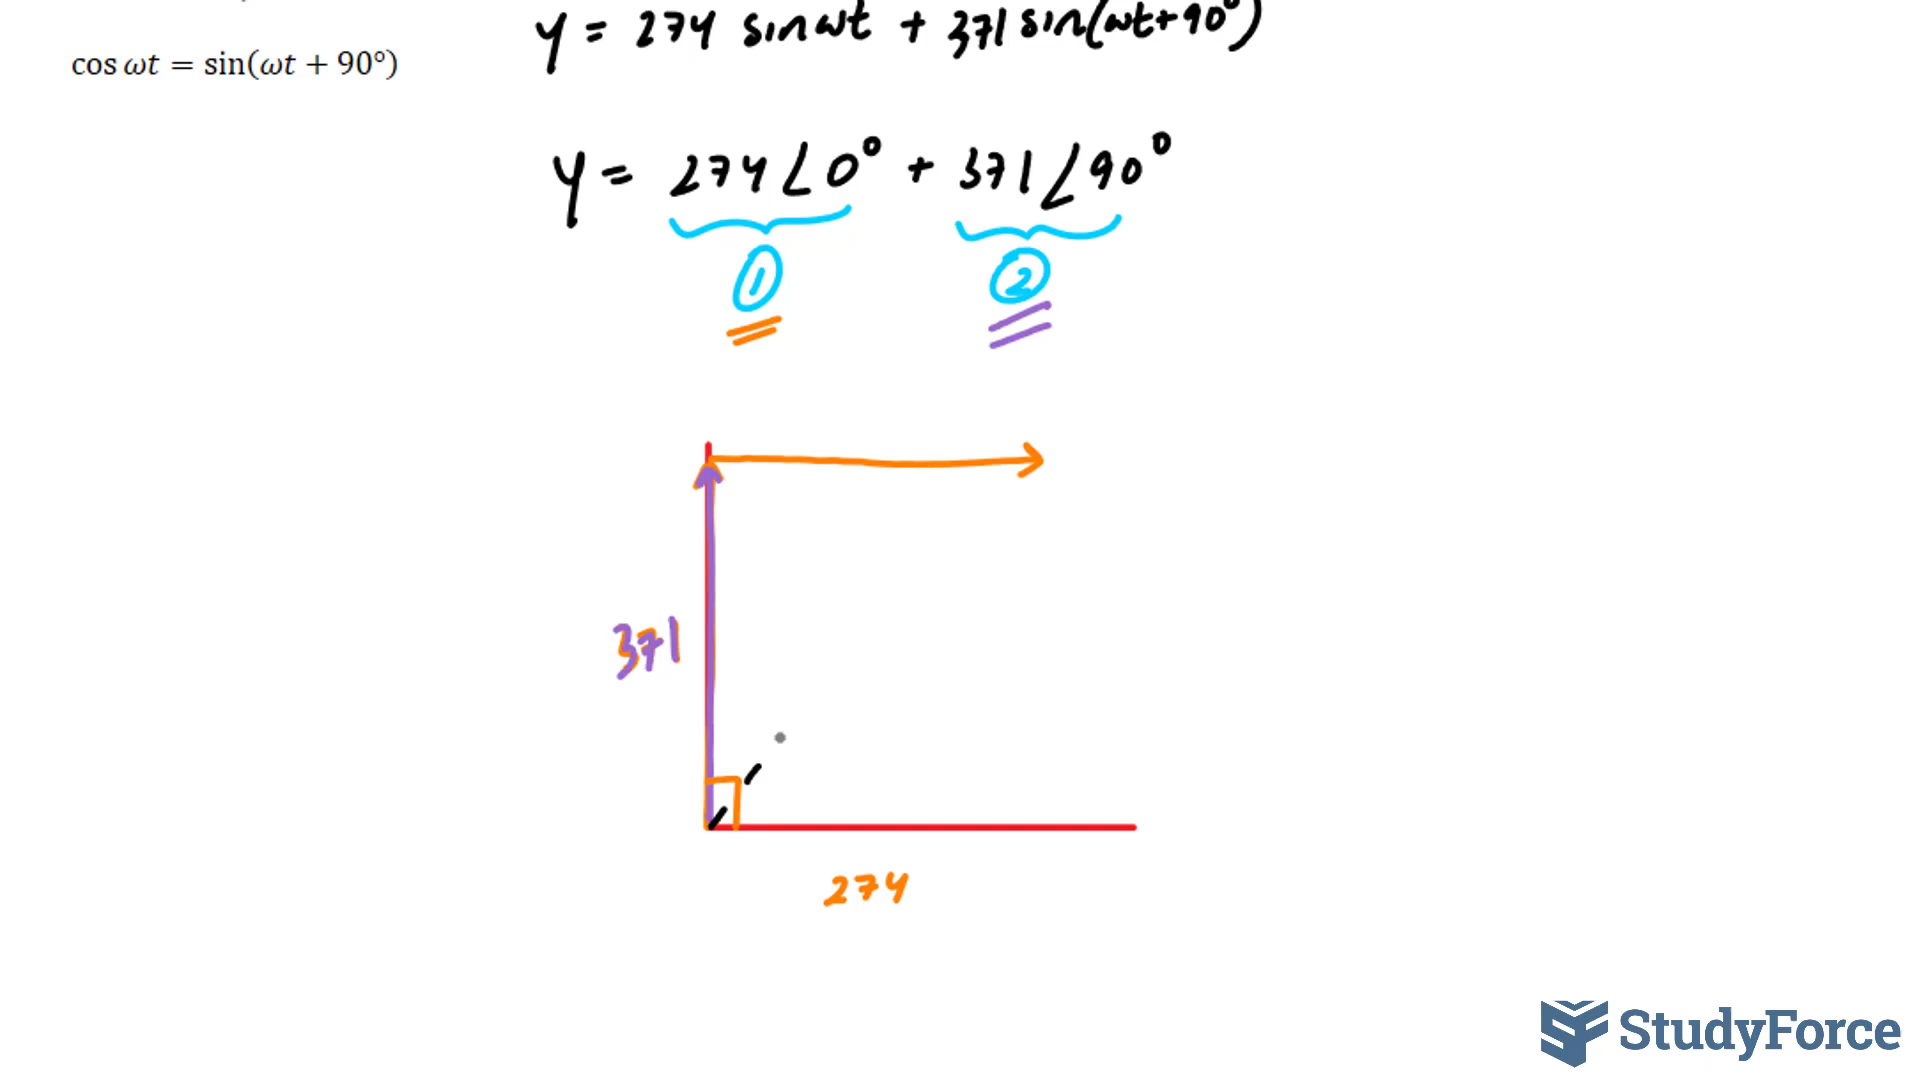 y = 274 sin ωt + 371 sin(ωt+90°)
cos ωt = sin(ωt + 90°)
y = 274∠0° + 371∠90°
① ②
371
274
StudyForce